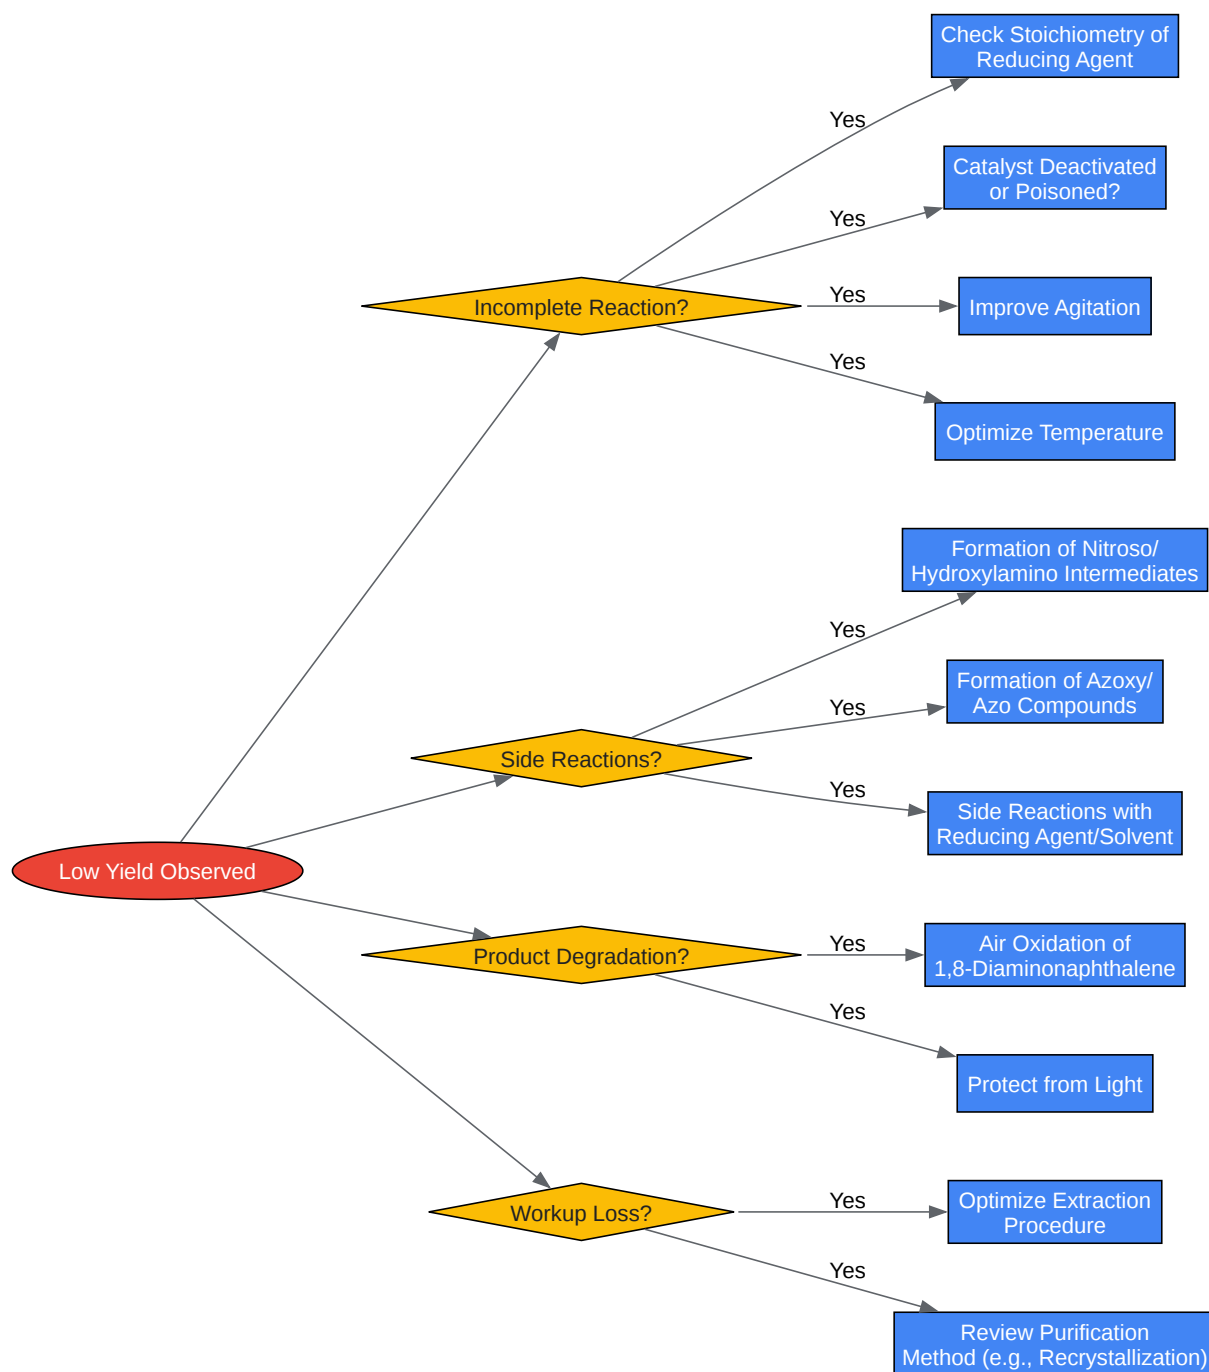 Check Stoichiometry of
Reducing Agent
Yes
Catalyst Deactivated
or Poisoned?
Yes
Incomplete Reaction?
Yes
Improve Agitation
Yes
Optimize Temperature
Formation of Nitroso/
Hydroxylamino Intermediates
Yes
Formation of Azoxy/
Azo Compounds
Yes
Side Reactions?
Yes
Side Reactions with
Reducing Agent/Solvent
Low Yield Observed
Product Degradation?
Yes
Air Oxidation of
1,8-Diaminonaphthalene
Yes
Protect from Light
Workup Loss?
Yes
Optimize Extraction
Procedure
Yes
Review Purification
Method (e.g., Recrystallization)